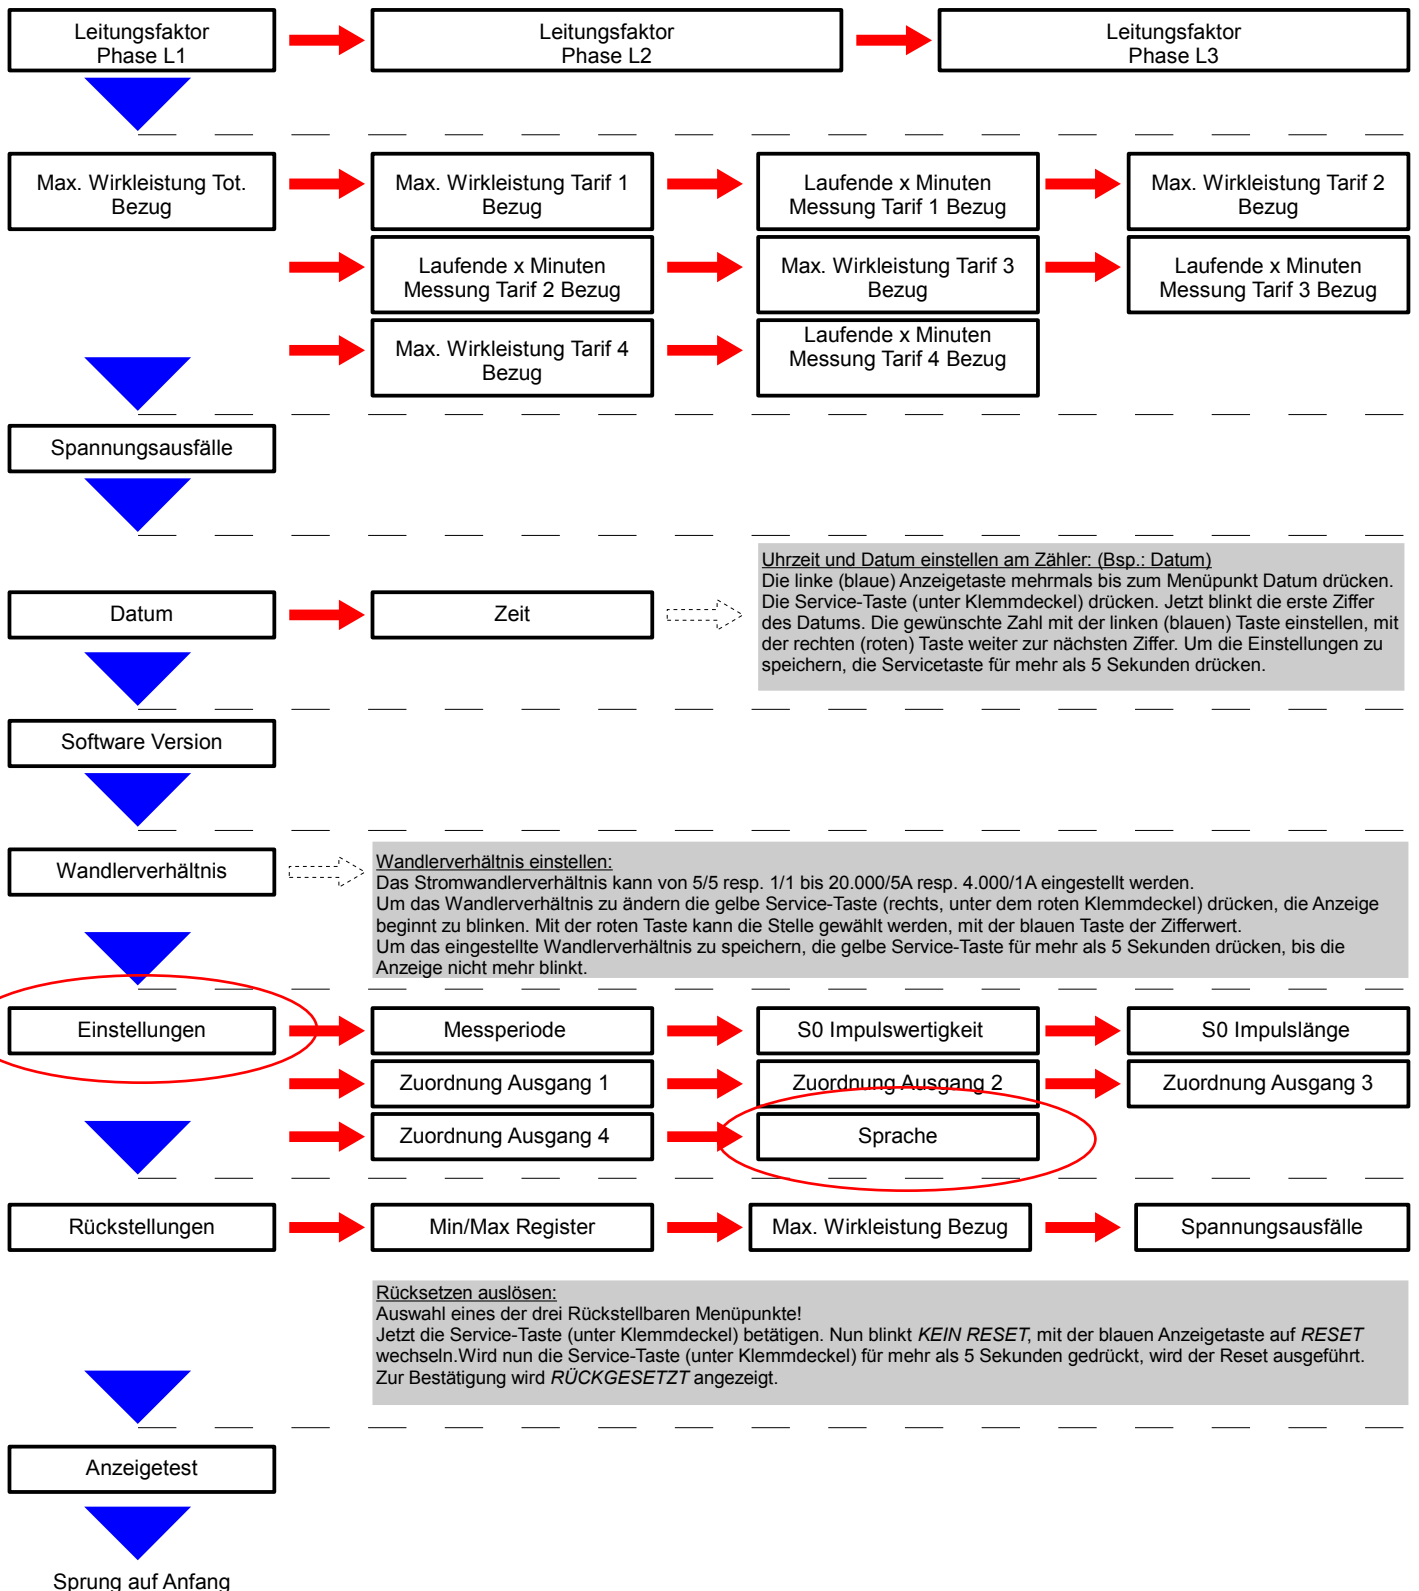 Leitungsfaktor
Phase L1
Leitungsfaktor
Phase L2
Leitungsfaktor
Phase L3
Max. Wirkleistung Tot.
Bezug
Max. Wirkleistung Tarif 1
Bezug
Laufende x Minuten
Messung Tarif 1 Bezug
Max. Wirkleistung Tarif 2
Bezug
Laufende x Minuten
Messung Tarif 2 Bezug
Max. Wirkleistung Tarif 3
Bezug
Laufende x Minuten
Messung Tarif 3 Bezug
Max. Wirkleistung Tarif 4
Bezug
Laufende x Minuten
Messung Tarif 4 Bezug
Spannungsausfälle
Datum
Zeit
Uhrzeit und Datum einstellen am Zähler: (Bsp.: Datum)
Die linke (blaue) Anzeigetaste mehrmals bis zum Menüpunkt Datum drücken.
Die Service-Taste (unter Klemmdeckel) drücken. Jetzt blinkt die erste Ziffer
des Datums. Die gewünschte Zahl mit der linken (blauen) Taste einstellen, mit
der rechten (roten) Taste weiter zur nächsten Ziffer. Um die Einstellungen zu
speichern, die Servicetaste für mehr als 5 Sekunden drücken.
Software Version
Wandlerverhältnis
Wandlerverhältnis einstellen:
Das Stromwandlerverhältnis kann von 5/5 resp. 1/1 bis 20.000/5A resp. 4.000/1A eingestellt werden.
Um das Wandlerverhältnis zu ändern die gelbe Service-Taste (rechts, unter dem roten Klemmdeckel) drücken, die Anzeige
beginnt zu blinken. Mit der roten Taste kann die Stelle gewählt werden, mit der blauen Taste der Zifferwert.
Um das eingestellte Wandlerverhältnis zu speichern, die gelbe Service-Taste für mehr als 5 Sekunden drücken, bis die
Anzeige nicht mehr blinkt.
Einstellungen
Messperiode
S0 Impulswertigkeit
S0 Impulslänge
Zuordnung Ausgang 1
Zuordnung Ausgang 2
Zuordnung Ausgang 3
Zuordnung Ausgang 4
Sprache
Rückstellungen
Min/Max Register
Max. Wirkleistung Bezug
Spannungsausfälle
Rücksetzen auslösen:
Auswahl eines der drei Rückstellbaren Menüpunkte!
Jetzt die Service-Taste (unter Klemmdeckel) betätigen. Nun blinkt KEIN RESET, mit der blauen Anzeigetaste auf RESET
wechseln.Wird nun die Service-Taste (unter Klemmdeckel) für mehr als 5 Sekunden gedrückt, wird der Reset ausgeführt.
Zur Bestätigung wird RÜCKGESETZT angezeigt.
Anzeigetest
Sprung auf Anfang